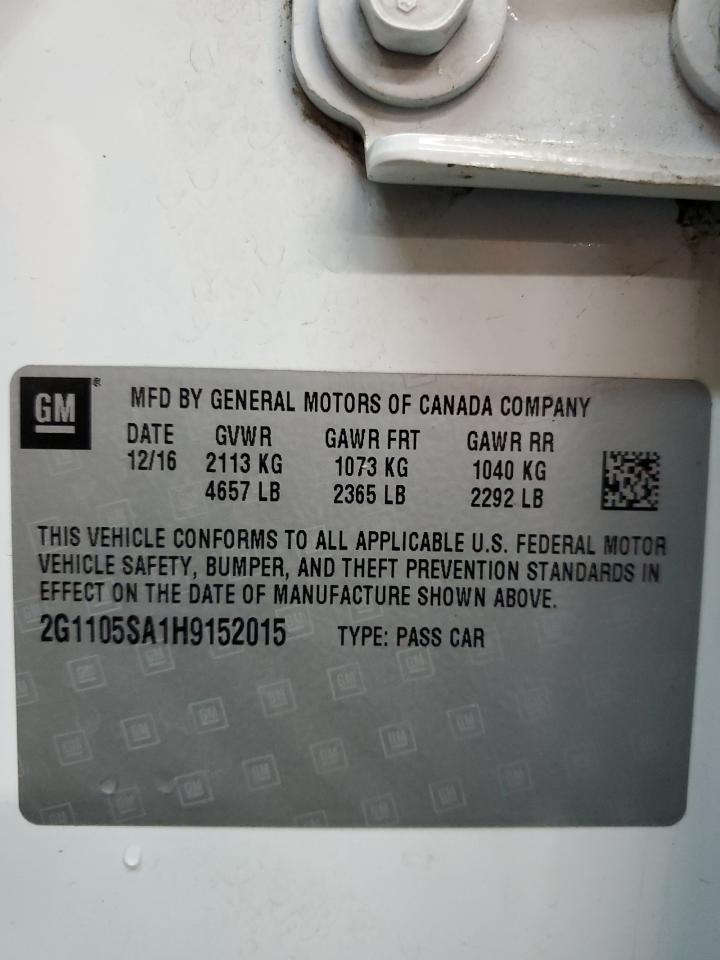 GM ®
MFD BY GENERAL MOTORS OF CANADA COMPANY
DATE GVWR GAWR FRT GAWR RR
12/16 2113 KG 1073 KG 1040 KG
4657 LB 2365 LB 2292 LB
THIS VEHICLE CONFORMS TO ALL APPLICABLE U.S. FEDERAL MOTOR
VEHICLE SAFETY, BUMPER, AND THEFT PREVENTION STANDARDS IN
EFFECT ON THE DATE OF MANUFACTURE SHOWN ABOVE.
2G1105SA1H9152015 TYPE: PASS CAR